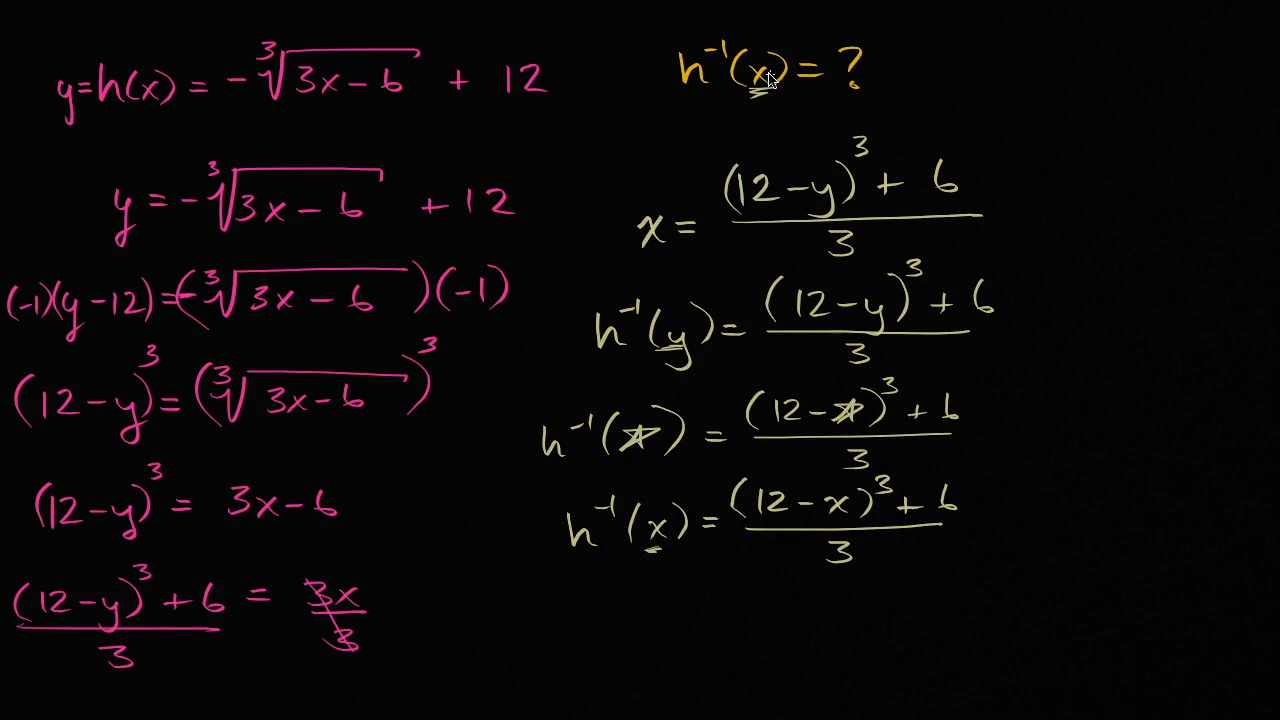 y=h(x) = -∛(3x-6) + 12
y = -∛(3x-6) + 12
(-1)(y-12)=(-∛(3x-6))(-1)
(12-y)³=(∛(3x-6))³
(12-y)³ = 3x-6
((12-y)³+6)/3 = 3x/3
h⁻¹(x) = ?
x = ((12-y)³+6)/3
h⁻¹(y) = ((12-y)³+6)/3
h⁻¹(☆) = ((12-☆)³+6)/3
h⁻¹(x) = ((12-x)³+6)/3